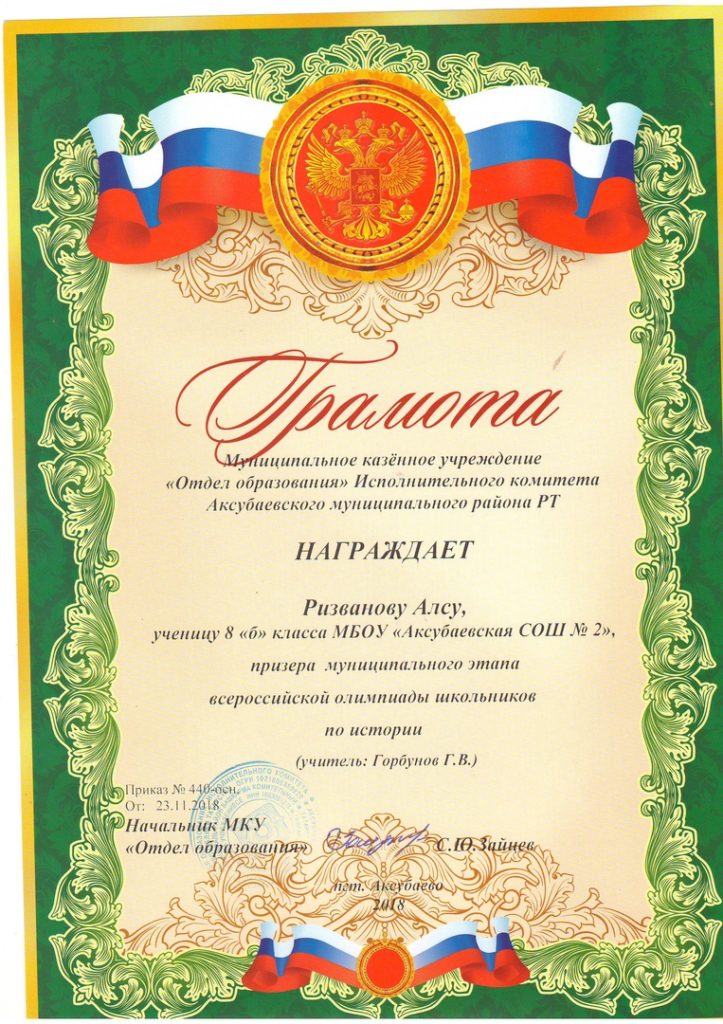 Грамота
Муниципальное казённое учреждение
«Отдел образования» Исполнительного комитета
Аксубаевского муниципального района РТ
НАГРАЖДАЕТ
Ризванову Алсу,
ученицу 8 «б» класса МБОУ «Аксубаевская СОШ № 2»,
призера муниципального этапа
всероссийской олимпиады школьников
по истории
(учитель: Горбунов Г.В.)
Приказ № 440-осн.
От: 23.11.2018
Начальник МКУ
«Отдел образования» С.Ю.Зайцев
пгт. Аксубаево
2018